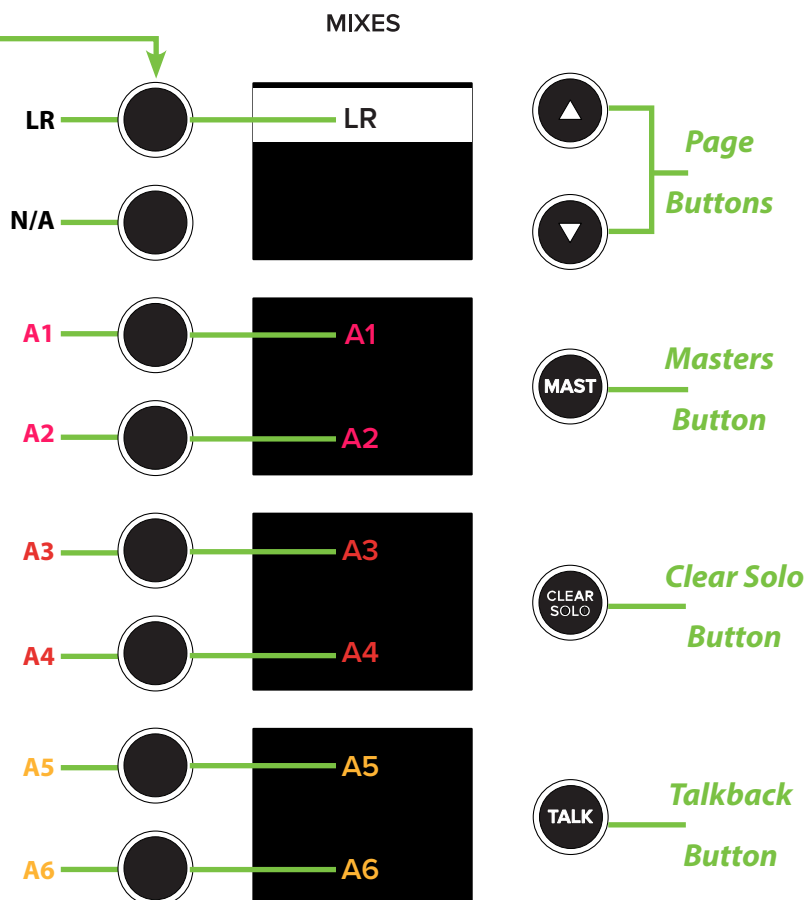 MIXES
LR
LR
Page
Buttons
N/A
A1
A1
MAST
Masters
Button
A2
A2
A3
A3
CLEAR
SOLO
Clear Solo
Button
A4
A4
A5
A5
TALK
Talkback
Button
A6
A6